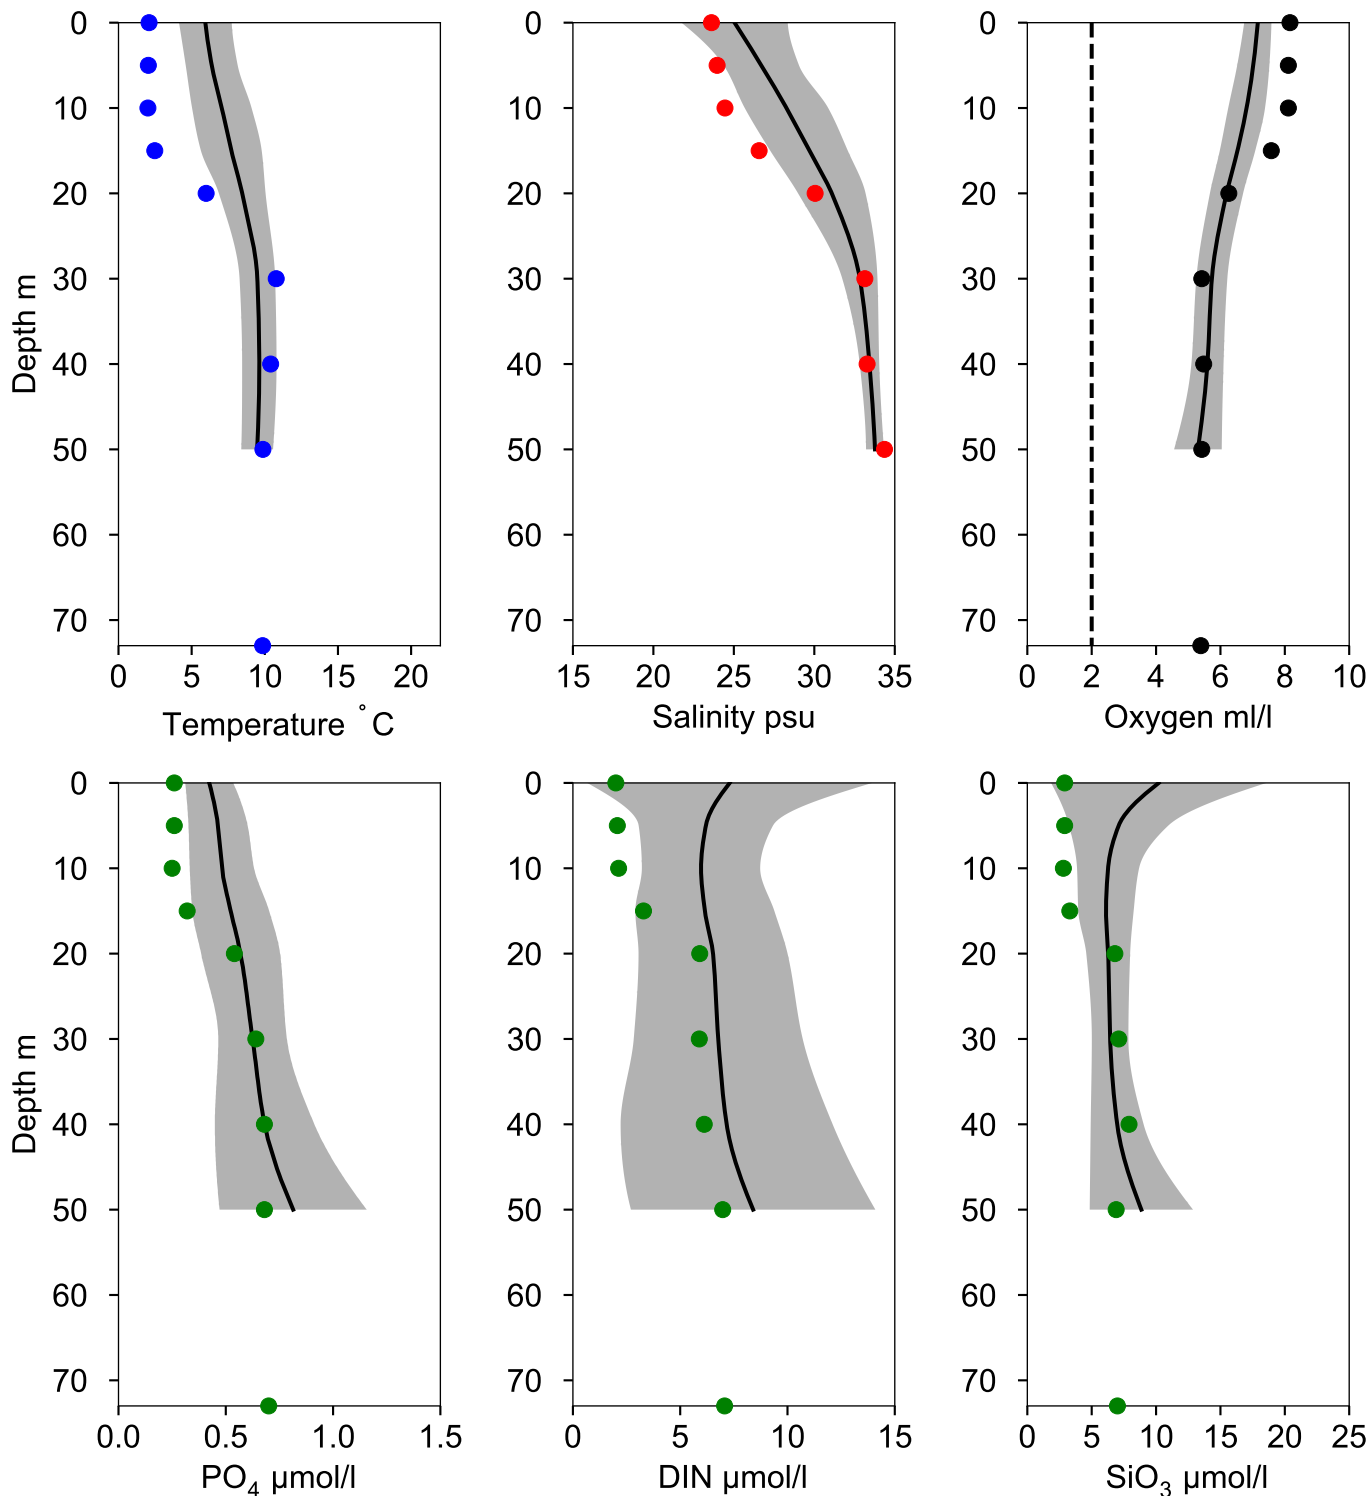 0 0 0
10 10 10
20 20 20
30 30 30
40 40 40
50 50 50
60 60 60
70 70 70
Depth m
0 5 10 15 20 15 20 25 30 35 0 2 4 6 8 10
Temperature °C Salinity psu Oxygen ml/l
0 0 0
10 10 10
20 20 20
30 30 30
40 40 40
50 50 50
60 60 60
70 70 70
Depth m
0.0 0.5 1.0 1.5 0 5 10 15 0 5 10 15 20 25
PO₄ µmol/l DIN µmol/l SiO₃ µmol/l